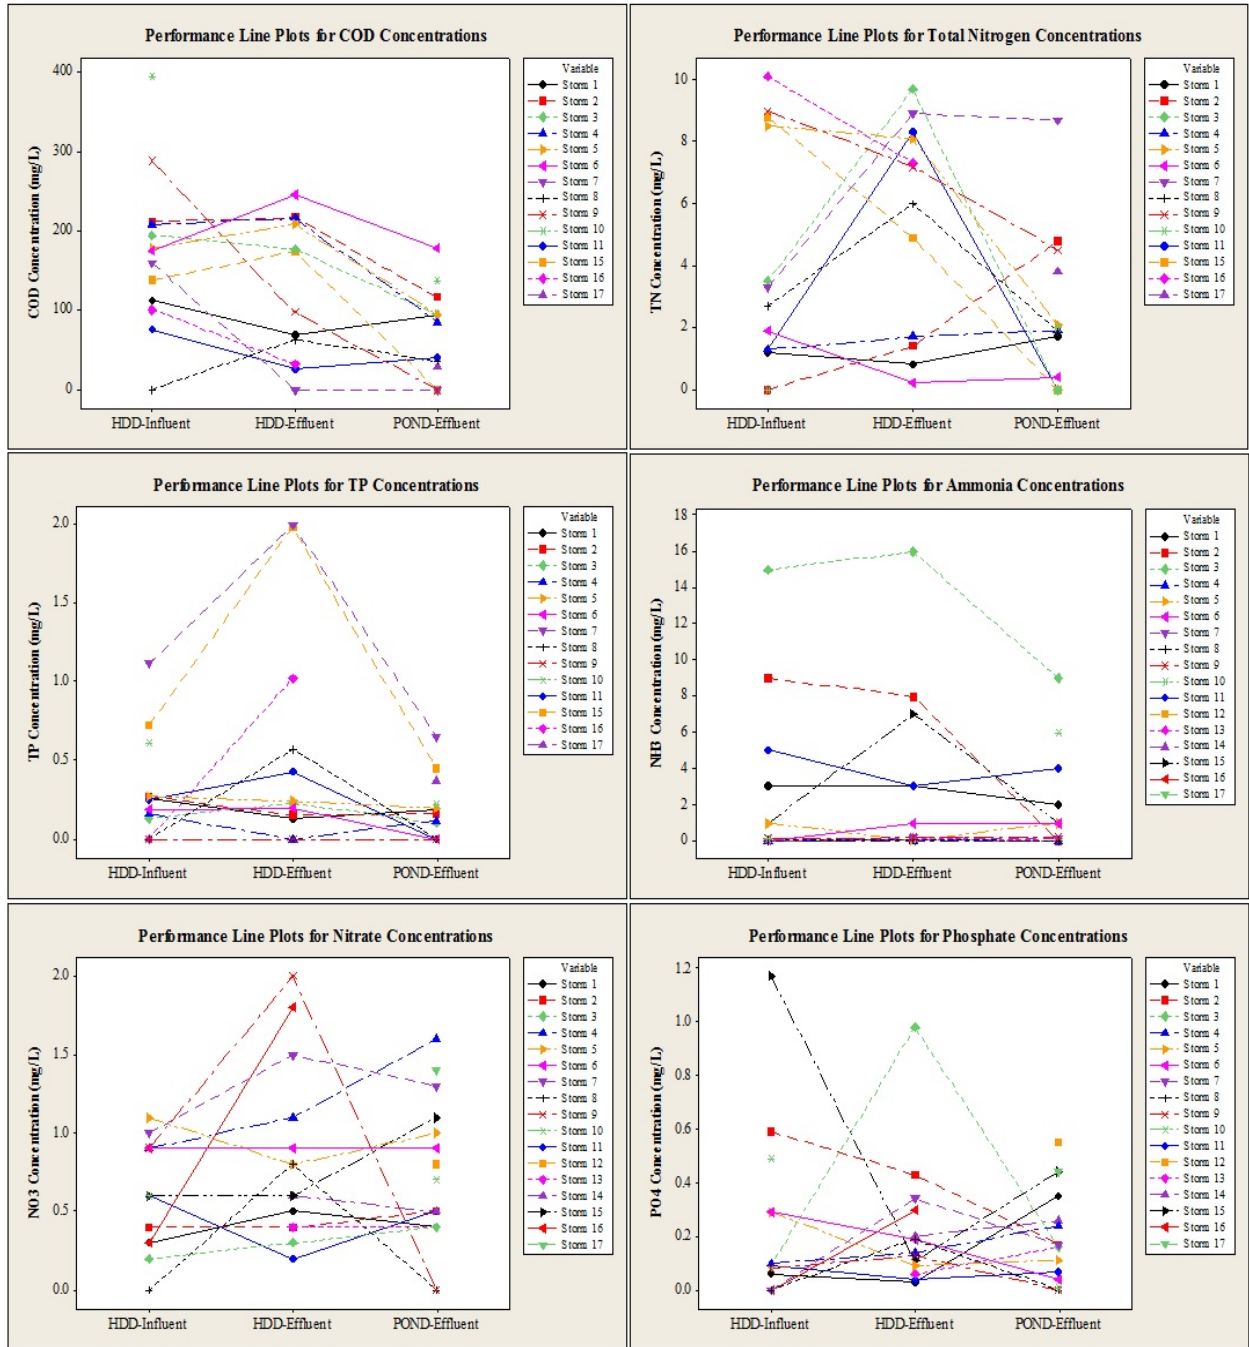 Performance Line Plots for COD Concentrations
COD Concentration (mg/L)
400
300
200
100
0
HDD-Influent HDD-Effluent POND-Effluent
Variable
Storm 1
Storm 2
Storm 3
Storm 4
Storm 5
Storm 6
Storm 7
Storm 8
Storm 9
Storm 10
Storm 11
Storm 15
Storm 16
Storm 17
Performance Line Plots for Total Nitrogen Concentrations
TN Concentration (mg/L)
10
8
6
4
2
0
HDD-Influent HDD-Effluent POND-Effluent
Variable
Storm 1
Storm 2
Storm 3
Storm 4
Storm 5
Storm 6
Storm 7
Storm 8
Storm 9
Storm 10
Storm 11
Storm 15
Storm 16
Storm 17
Performance Line Plots for TP Concentrations
TP Concentration (mg/L)
2.0
1.5
1.0
0.5
0.0
HDD-Influent HDD-Effluent POND-Effluent
Variable
Storm 1
Storm 2
Storm 3
Storm 4
Storm 5
Storm 6
Storm 7
Storm 8
Storm 9
Storm 10
Storm 11
Storm 15
Storm 16
Storm 17
Performance Line Plots for Ammonia Concentrations
NH3 Concentration (mg/L)
18
16
14
12
10
8
6
4
2
0
HDD-Influent HDD-Effluent POND-Effluent
Variable
Storm 1
Storm 2
Storm 3
Storm 4
Storm 5
Storm 6
Storm 7
Storm 8
Storm 9
Storm 10
Storm 11
Storm 12
Storm 13
Storm 14
Storm 15
Storm 16
Storm 17
Performance Line Plots for Nitrate Concentrations
NO3 Concentration (mg/L)
2.0
1.5
1.0
0.5
0.0
HDD-Influent HDD-Effluent POND-Effluent
Variable
Storm 1
Storm 2
Storm 3
Storm 4
Storm 5
Storm 6
Storm 7
Storm 8
Storm 9
Storm 10
Storm 11
Storm 12
Storm 13
Storm 14
Storm 15
Storm 16
Storm 17
Performance Line Plots for Phosphate Concentrations
PO4 Concentration (mg/L)
1.2
1.0
0.8
0.6
0.4
0.2
0.0
HDD-Influent HDD-Effluent POND-Effluent
Variable
Storm 1
Storm 2
Storm 3
Storm 4
Storm 5
Storm 6
Storm 7
Storm 8
Storm 9
Storm 10
Storm 11
Storm 12
Storm 13
Storm 14
Storm 15
Storm 16
Storm 17